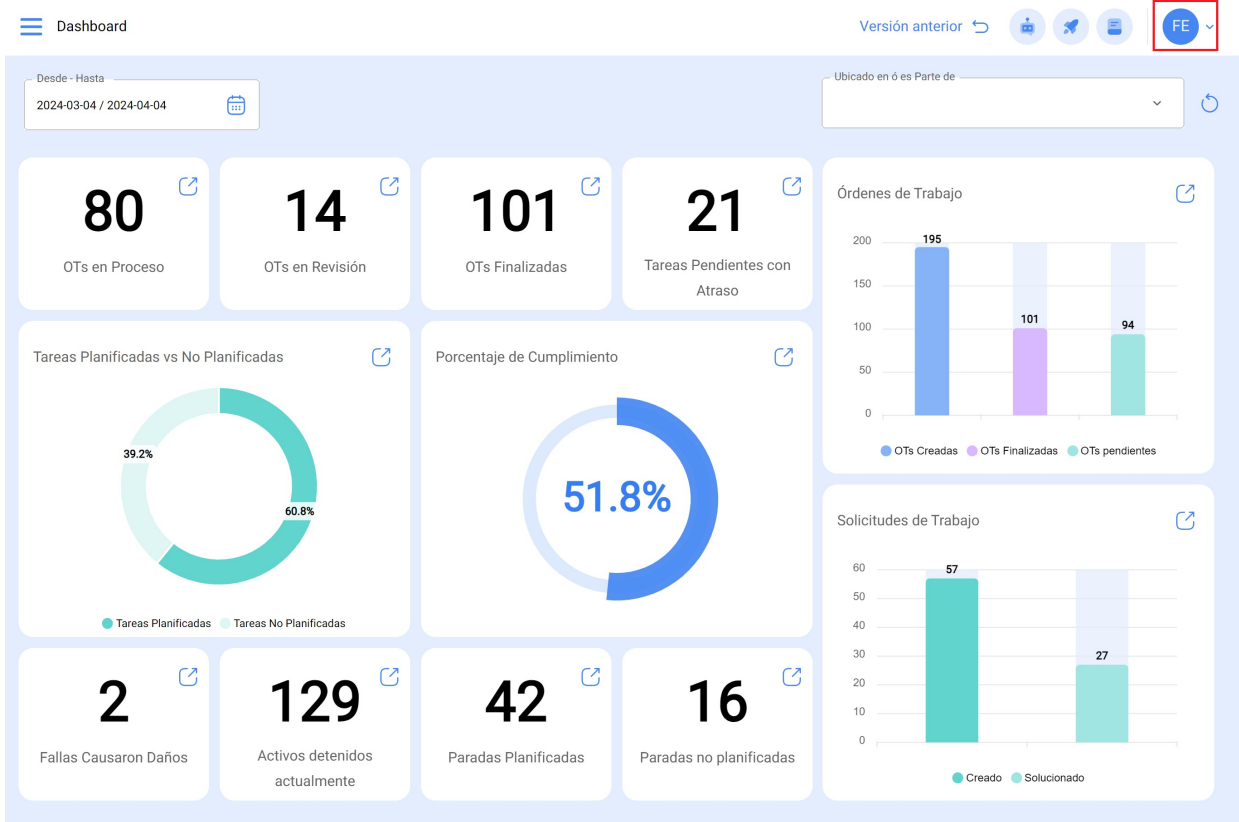 Dashboard
Versión anterior
FE
Desde - Hasta
2024-03-04 / 2024-04-04
Ubicado en ó es Parte de
80
OTs en Proceso
14
OTs en Revisión
101
OTs Finalizadas
21
Tareas Pendientes con
Atraso
Órdenes de Trabajo
200
150
100
50
0
195
101
94
OTs Creadas
OTs Finalizadas
OTs pendientes
Tareas Planificadas vs No Planificadas
39.2%
60.8%
Tareas Planificadas
Tareas No Planificadas
Porcentaje de Cumplimiento
51.8%
Solicitudes de Trabajo
60
50
40
30
20
10
0
57
27
Creado
Solucionado
2
Fallas Causaron Daños
129
Activos detenidos
actualmente
42
Paradas Planificadas
16
Paradas no planificadas